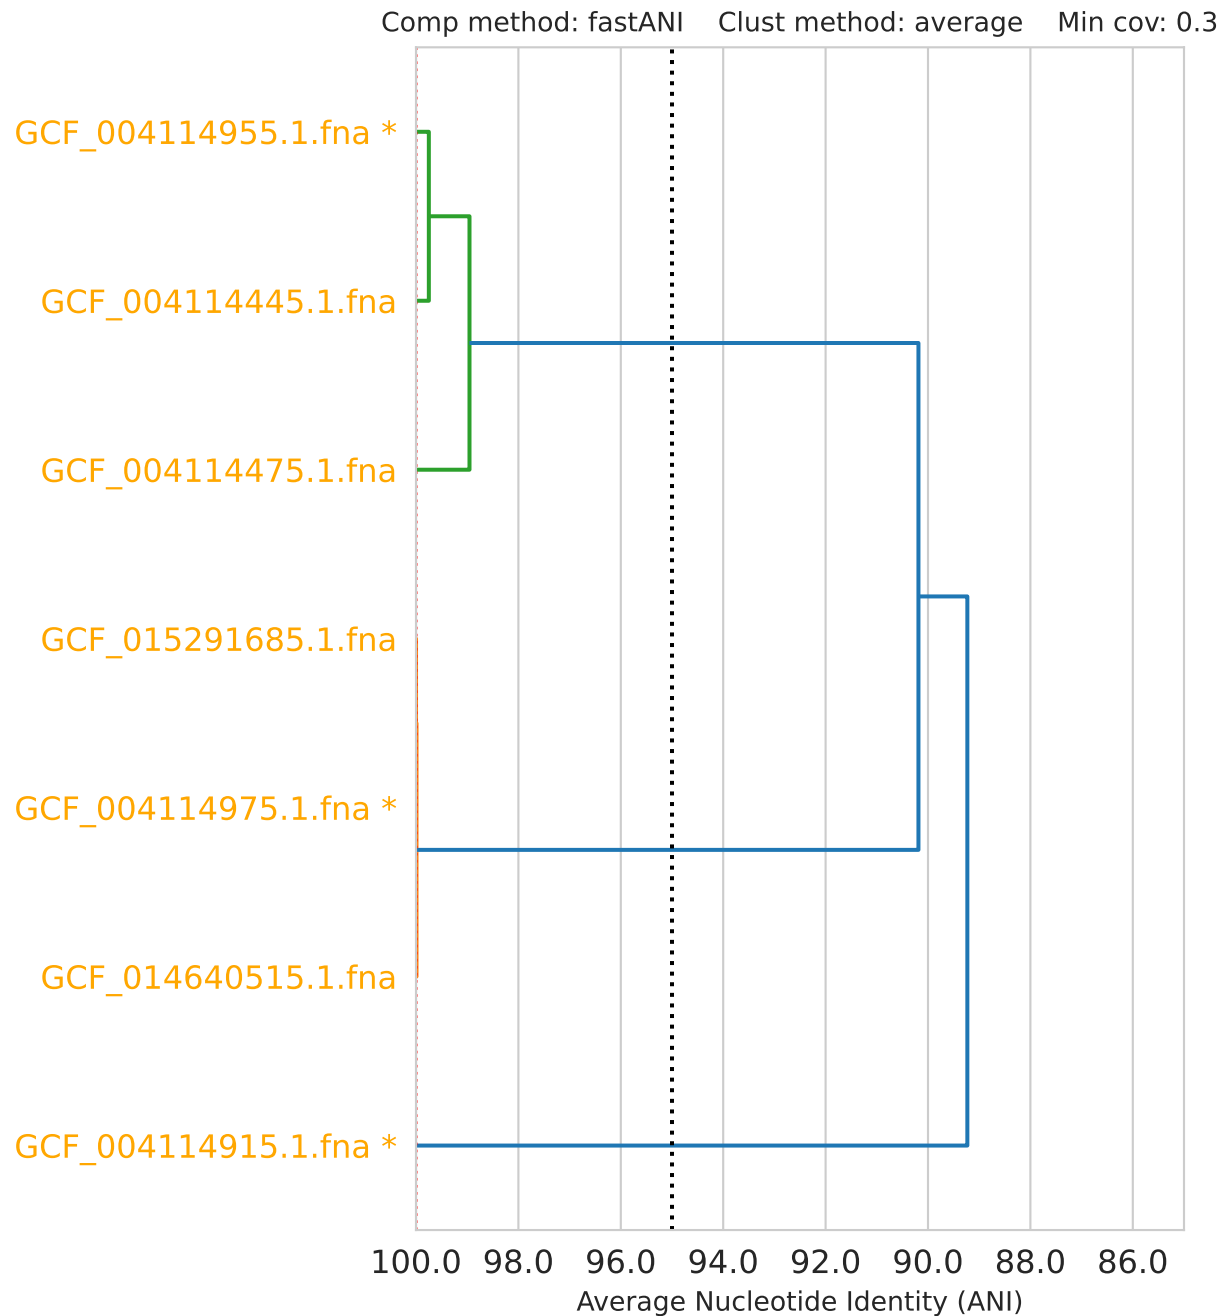 Comp method: fastANI    Clust method: average    Min cov: 0.3
GCF_004114955.1.fna *
GCF_004114445.1.fna
GCF_004114475.1.fna
GCF_015291685.1.fna
GCF_004114975.1.fna *
GCF_014640515.1.fna
GCF_004114915.1.fna *
100.0 98.0 96.0 94.0 92.0 90.0 88.0 86.0
Average Nucleotide Identity (ANI)